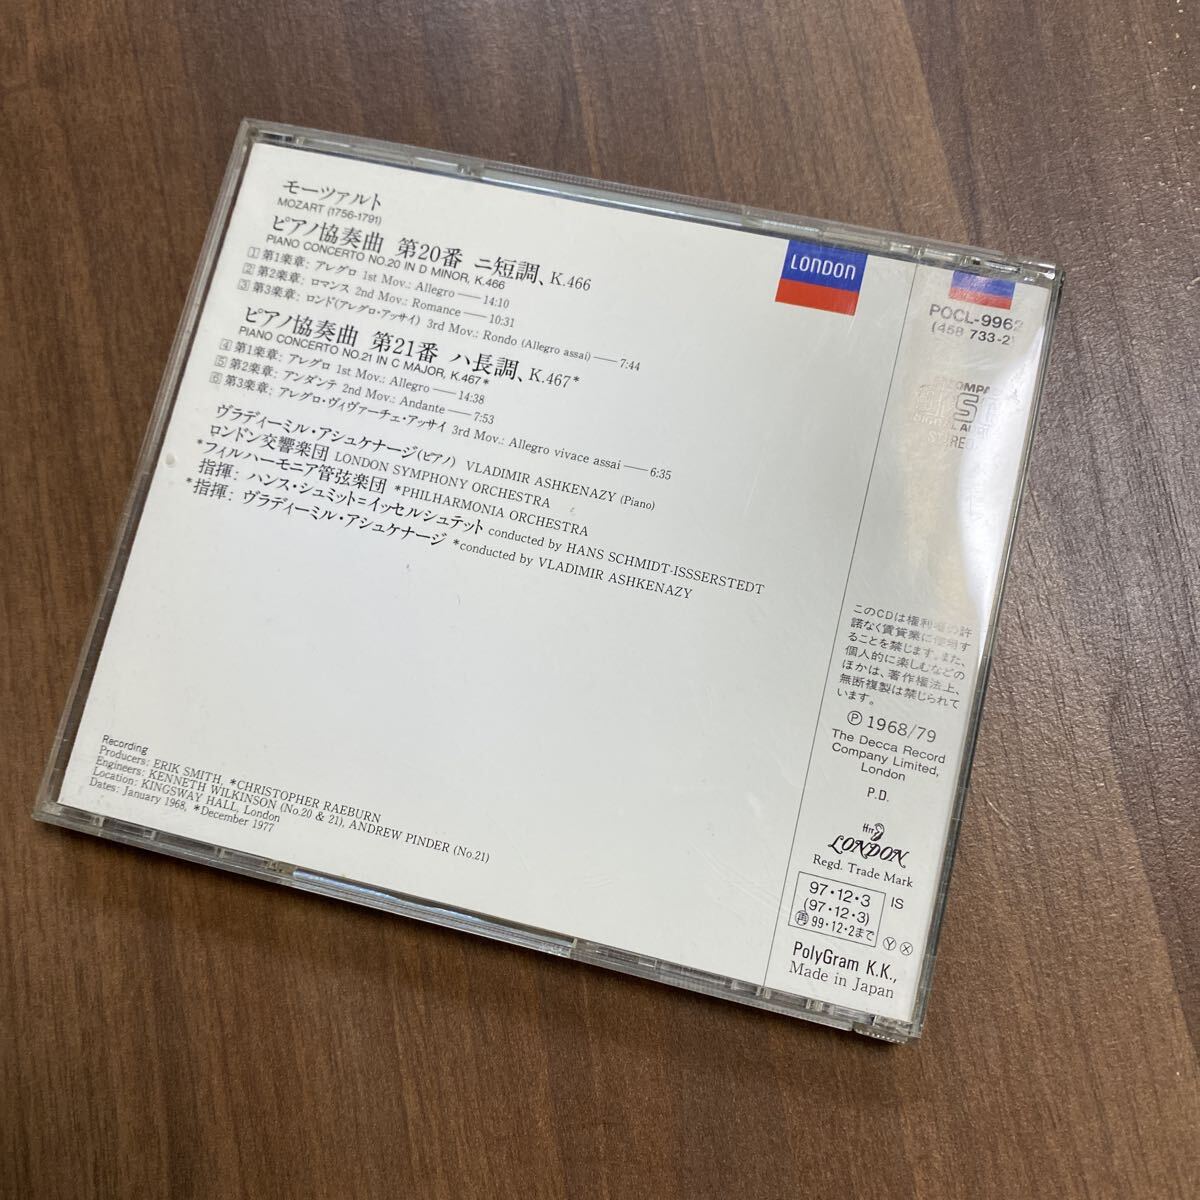 モーツァルト
MOZART (1756-1791)
ピアノ協奏曲 第20番 ニ短調、K.466
PIANO CONCERTO NO.20 IN D MINOR, K.466
1 第1楽章: アレグロ 1st Mov.: Allegro — 14:10
2 第2楽章: ロマンス 2nd Mov.: Romance — 10:31
3 第3楽章: ロンド(アレグロ・アッサイ) 3rd Mov.: Rondo (Allegro assai) — 7:44
ピアノ協奏曲 第21番 ハ長調、K.467*
PIANO CONCERTO NO.21 IN C MAJOR, K.467*
4 第1楽章: アレグロ 1st Mov.: Allegro — 14:38
5 第2楽章: アンダンテ 2nd Mov.: Andante — 7:53
6 第3楽章: アレグロ・ヴィヴァーチェ・アッサイ 3rd Mov.: Allegro vivace assai — 6:35
ヴラディーミル・アシュケナージ(ピアノ) VLADIMIR ASHKENAZY (Piano)
ロンドン交響楽団 LONDON SYMPHONY ORCHESTRA
*フィルハーモニア管弦楽団 *PHILHARMONIA ORCHESTRA
指揮: ハンス・シュミット=イッセルシュテット conducted by HANS SCHMIDT-ISSSERSTEDT
*指揮: ヴラディーミル・アシュケナージ *conducted by VLADIMIR ASHKENAZY
Recording
Producers: ERIK SMITH, *CHRISTOPHER RAEBURN
Engineers: KENNETH WILKINSON (No.20 & 21), ANDREW PINDER (No.21)
Location: KINGSWAY HALL, London
Dates: January 1968, *December 1977
LONDON
POCL-9962
(458 733-2)
COMPA
DIGITAL AU
STEREO
このCDは権利者の許
諾なく賃貸業に使用す
ることを禁じます。また、
個人的に楽しむなどの
ほかは、著作権法上、
無断複製は禁じられて
います。
Ⓟ 1968/79
The Decca Record
Company Limited,
London
P.D.
Hrr
LONDON
Regd. Trade Mark
97・12・3
(97・12・3)
再 99・12・2まで
IS
Ⓨ Ⓧ
PolyGram K.K.,
Made in Japan